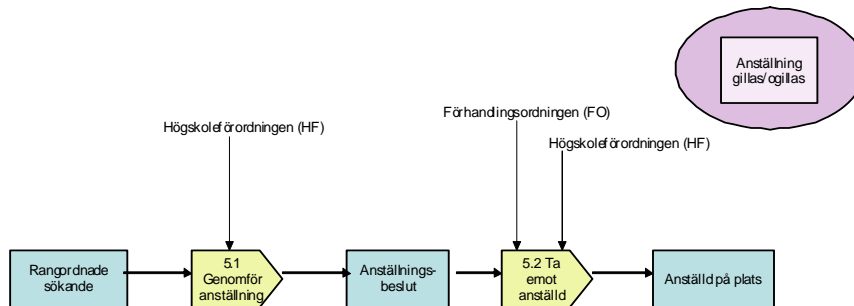 Anställning
gillas/ogillas
Förhandlingsordningen (FO)
Högskoleförordningen (HF)
Högskoleförordningen (HF)
Rangordnade
sökande
5.1
Genomför
anställning
Anställnings-
beslut
5.2 Ta
emot
anställd
Anställd på plats